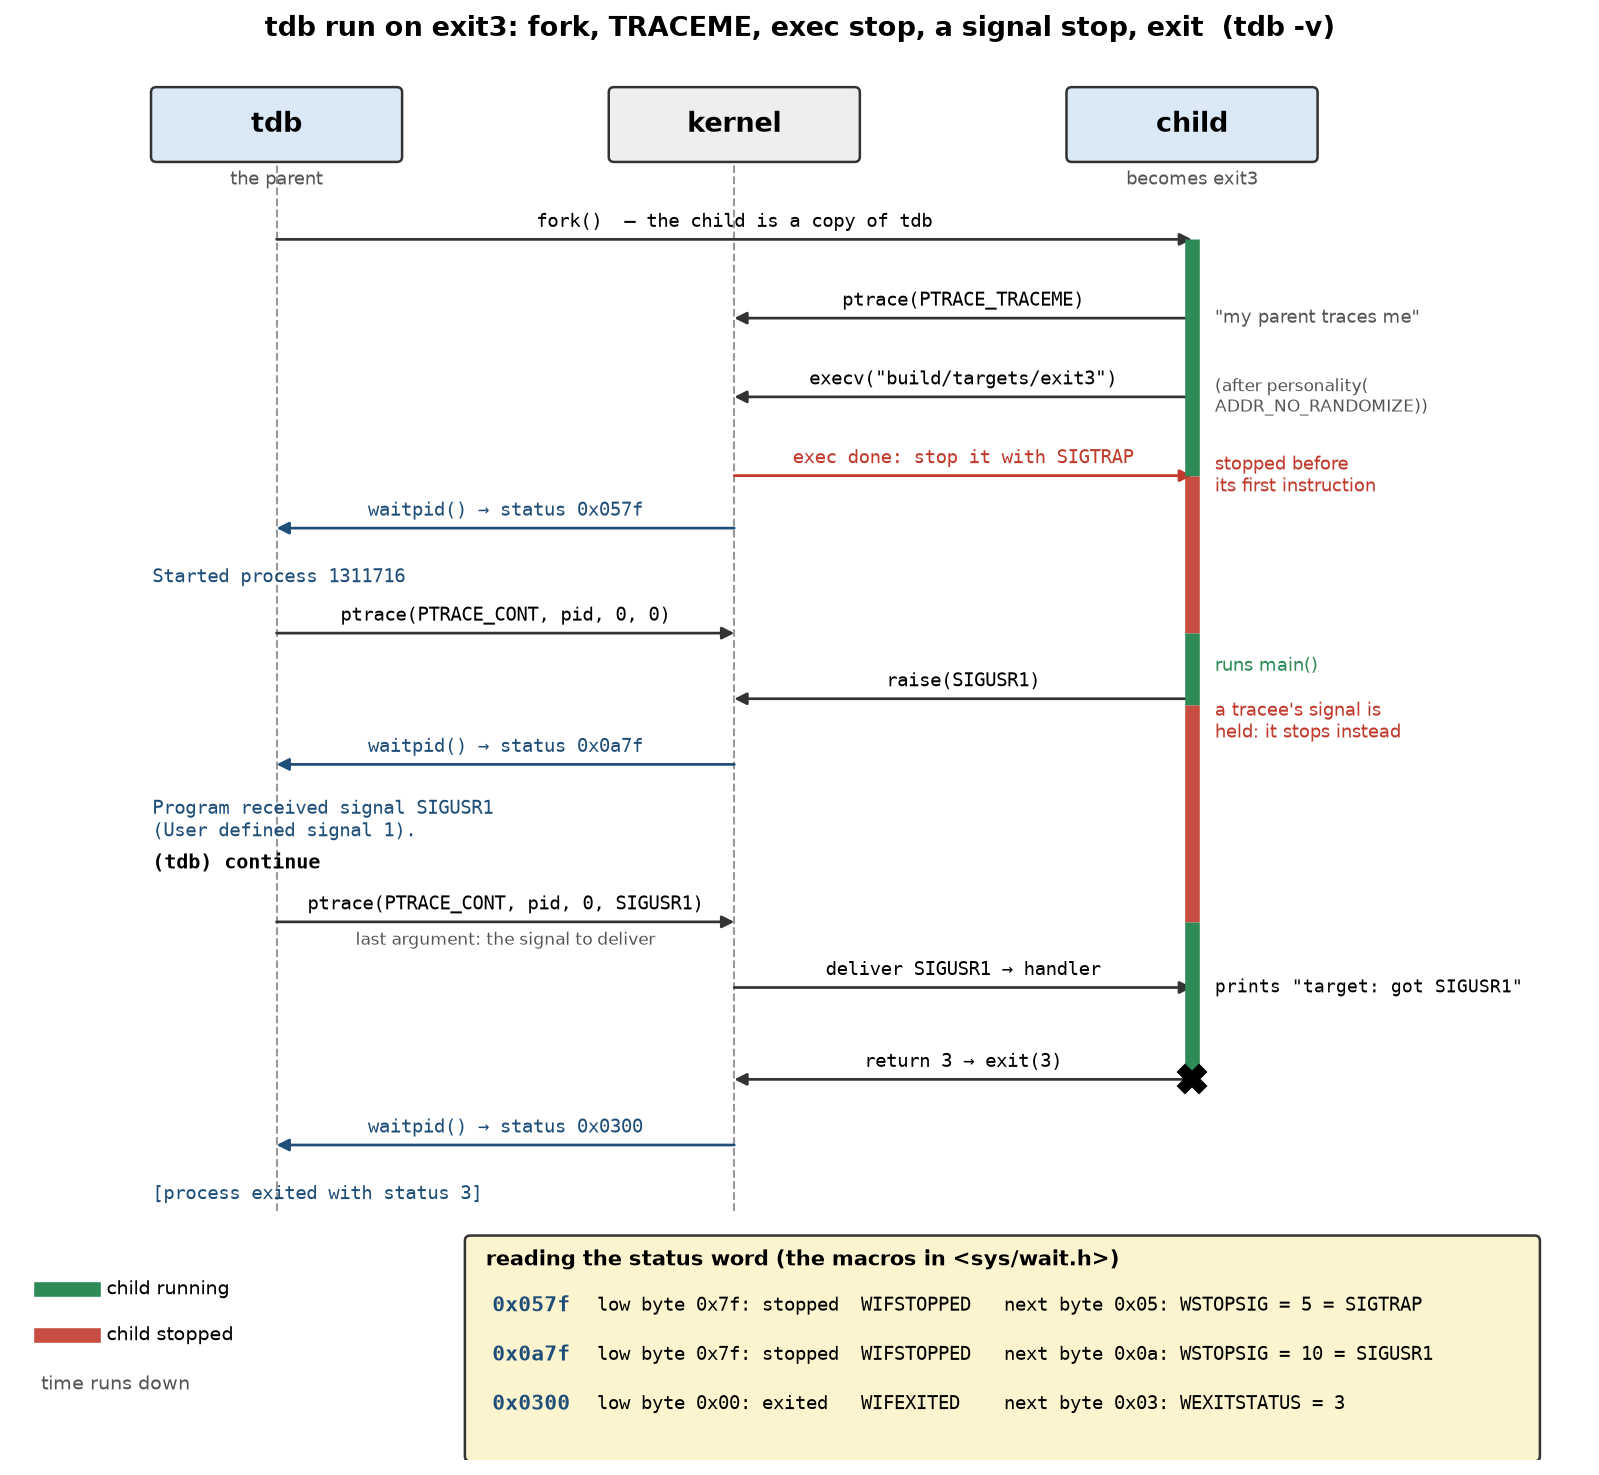 tdb run on exit3: fork, TRACEME, exec stop, a signal stop, exit  (tdb -v)
tdb
kernel
child
the parent
becomes exit3
fork()  — the child is a copy of tdb
ptrace(PTRACE_TRACEME)
"my parent traces me"
execv("build/targets/exit3")
(after personality(
ADDR_NO_RANDOMIZE))
exec done: stop it with SIGTRAP
stopped before
its first instruction
waitpid() → status 0x057f
Started process 1311716
ptrace(PTRACE_CONT, pid, 0, 0)
runs main()
raise(SIGUSR1)
a tracee's signal is
held: it stops instead
waitpid() → status 0x0a7f
Program received signal SIGUSR1
(User defined signal 1).
(tdb) continue
ptrace(PTRACE_CONT, pid, 0, SIGUSR1)
last argument: the signal to deliver
deliver SIGUSR1 → handler
prints "target: got SIGUSR1"
return 3 → exit(3)
waitpid() → status 0x0300
[process exited with status 3]
reading the status word (the macros in <sys/wait.h>)
0x057f  low byte 0x7f: stopped  WIFSTOPPED   next byte 0x05: WSTOPSIG = 5 = SIGTRAP
0x0a7f  low byte 0x7f: stopped  WIFSTOPPED   next byte 0x0a: WSTOPSIG = 10 = SIGUSR1
0x0300  low byte 0x00: exited   WIFEXITED    next byte 0x03: WEXITSTATUS = 3
child running
child stopped
time runs down